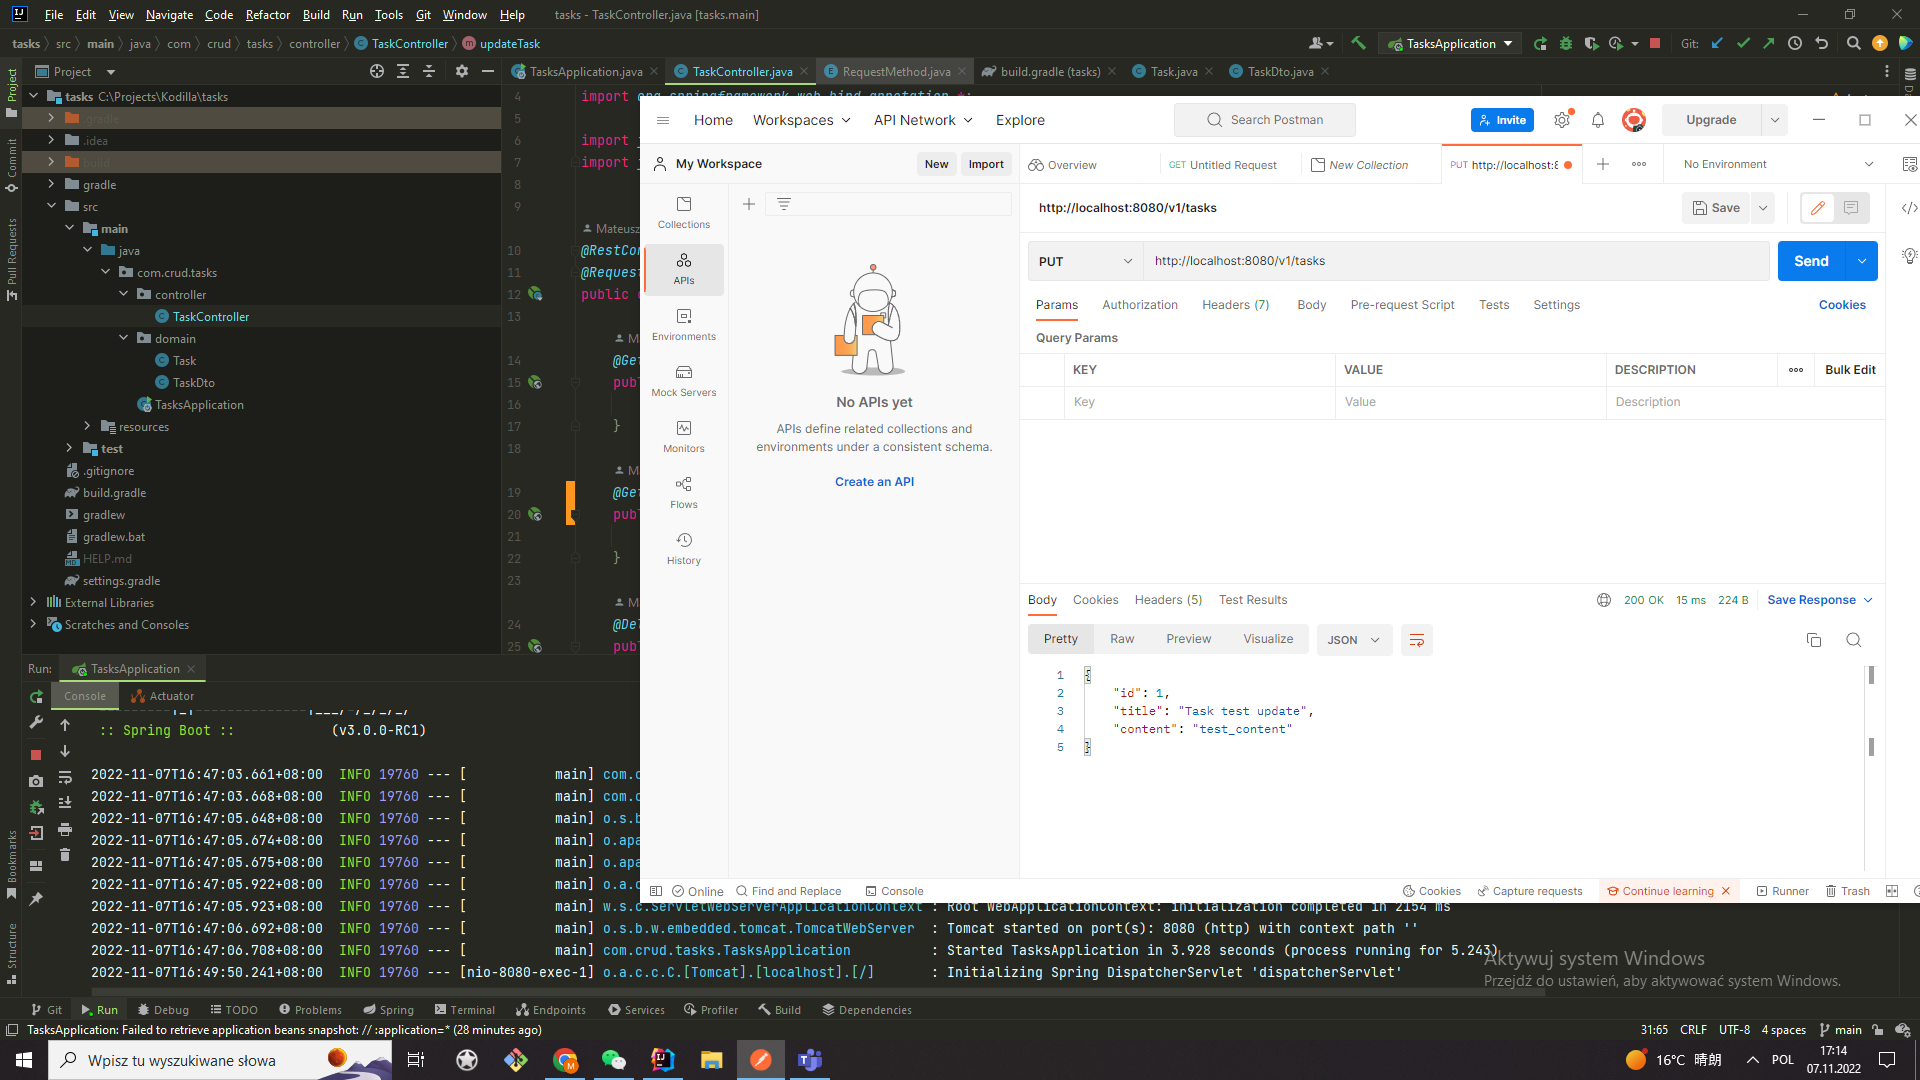 File Edit View Navigate Code Refactor Build Run Tools Git Window Help tasks - TaskController.java [tasks.main]
tasks src main java com crud tasks controller TaskController updateTask
TasksApplication Git:
Project
TasksApplication.java TaskController.java RequestMethod.java build.gradle (tasks) Task.java TaskDto.java
Project
Commit
Pull Requests
Bookmarks
Structure
tasks C:\Projects\Kodilla\tasks
.gradle
.idea
build
gradle
src
main
java
com.crud.tasks
controller
TaskController
domain
Task
TaskDto
TasksApplication
resources
test
.gitignore
build.gradle
gradlew
gradlew.bat
HELP.md
settings.gradle
External Libraries
Scratches and Consoles
4 import org.springframework.web.bind.annotation.*;
5
6 import j
7 import j
8
9
Mateusz
10 @RestCon
11 @Request
12 public c
13
M
14 @Get
15 publ
16
17 }
18
M
19 @Get
20 publ
21
22 }
23
M
24 @Del
25 publ
Home Workspaces API Network Explore
Search Postman
Invite
Upgrade
My Workspace
New Import
Overview GET Untitled Request New Collection PUT http://localhost:8 No Environment
Collections
APIs
Environments
Mock Servers
Monitors
Flows
History
No APIs yet
APIs define related collections and
environments under a consistent schema.
Create an API
http://localhost:8080/v1/tasks
Save
PUT http://localhost:8080/v1/tasks Send
Params Authorization Headers (7) Body Pre-request Script Tests Settings Cookies
Query Params
KEY VALUE DESCRIPTION Bulk Edit
Key Value Description
Body Cookies Headers (5) Test Results 200 OK 15 ms 224 B Save Response
Pretty Raw Preview Visualize JSON
1 {
2 "id": 1,
3 "title": "Task test update",
4 "content": "test_content"
5 }
Online Find and Replace Console Cookies Capture requests Continue learning Runner Trash
Run: TasksApplication
Console Actuator
:: Spring Boot :: (v3.0.0-RC1)
2022-11-07T16:47:03.661+08:00 INFO 19760 --- [ main] com.c
2022-11-07T16:47:03.668+08:00 INFO 19760 --- [ main] com.c
2022-11-07T16:47:05.648+08:00 INFO 19760 --- [ main] o.s.b
2022-11-07T16:47:05.674+08:00 INFO 19760 --- [ main] o.apa
2022-11-07T16:47:05.675+08:00 INFO 19760 --- [ main] o.apa
2022-11-07T16:47:05.922+08:00 INFO 19760 --- [ main] o.a.c
2022-11-07T16:47:05.923+08:00 INFO 19760 --- [ main] w.s.c.ServletWebServerApplicationContext : Root WebApplicationContext: initialization completed in 2154 ms
2022-11-07T16:47:06.692+08:00 INFO 19760 --- [ main] o.s.b.w.embedded.tomcat.TomcatWebServer : Tomcat started on port(s): 8080 (http) with context path ''
2022-11-07T16:47:06.708+08:00 INFO 19760 --- [ main] com.crud.tasks.TasksApplication : Started TasksApplication in 3.928 seconds (process running for 5.243)
2022-11-07T16:49:50.241+08:00 INFO 19760 --- [nio-8080-exec-1] o.a.c.c.C.[Tomcat].[localhost].[/] : Initializing Spring DispatcherServlet 'dispatcherServlet'
Aktywuj system Windows
Przejdź do ustawień, aby aktywować system Windows.
Git Run Debug TODO Problems Spring Terminal Endpoints Services Profiler Build Dependencies
TasksApplication: Failed to retrieve application beans snapshot: // :application=* (28 minutes ago) 31:65 CRLF UTF-8 4 spaces main
Wpisz tu wyszukiwane słowa
16°C 晴朗 POL 17:14
07.11.2022